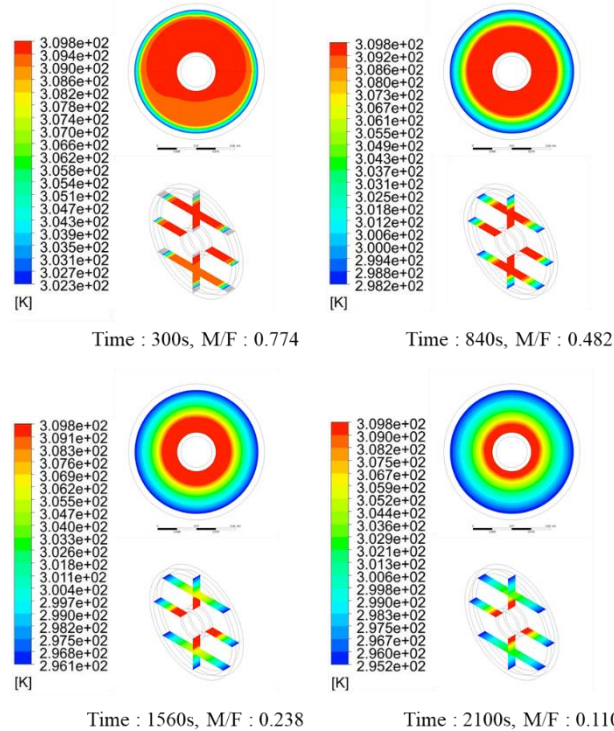 3.098e+02
3.094e+02
3.090e+02
3.086e+02
3.082e+02
3.078e+02
3.074e+02
3.070e+02
3.066e+02
3.062e+02
3.058e+02
3.054e+02
3.051e+02
3.047e+02
3.043e+02
3.039e+02
3.035e+02
3.031e+02
3.027e+02
3.023e+02
[K]
Time : 300s, M/F : 0.774
3.098e+02
3.092e+02
3.086e+02
3.080e+02
3.073e+02
3.067e+02
3.061e+02
3.055e+02
3.049e+02
3.043e+02
3.037e+02
3.031e+02
3.025e+02
3.018e+02
3.012e+02
3.006e+02
3.000e+02
2.994e+02
2.988e+02
2.982e+02
[K]
Time : 840s, M/F : 0.482
3.098e+02
3.091e+02
3.083e+02
3.076e+02
3.069e+02
3.062e+02
3.055e+02
3.047e+02
3.040e+02
3.033e+02
3.026e+02
3.018e+02
3.011e+02
3.004e+02
2.997e+02
2.990e+02
2.982e+02
2.975e+02
2.968e+02
2.961e+02
[K]
Time : 1560s, M/F : 0.238
3.098e+02
3.090e+02
3.082e+02
3.075e+02
3.067e+02
3.059e+02
3.052e+02
3.044e+02
3.036e+02
3.029e+02
3.021e+02
3.013e+02
3.006e+02
2.998e+02
2.990e+02
2.983e+02
2.975e+02
2.967e+02
2.960e+02
2.952e+02
[K]
Time : 2100s, M/F : 0.110